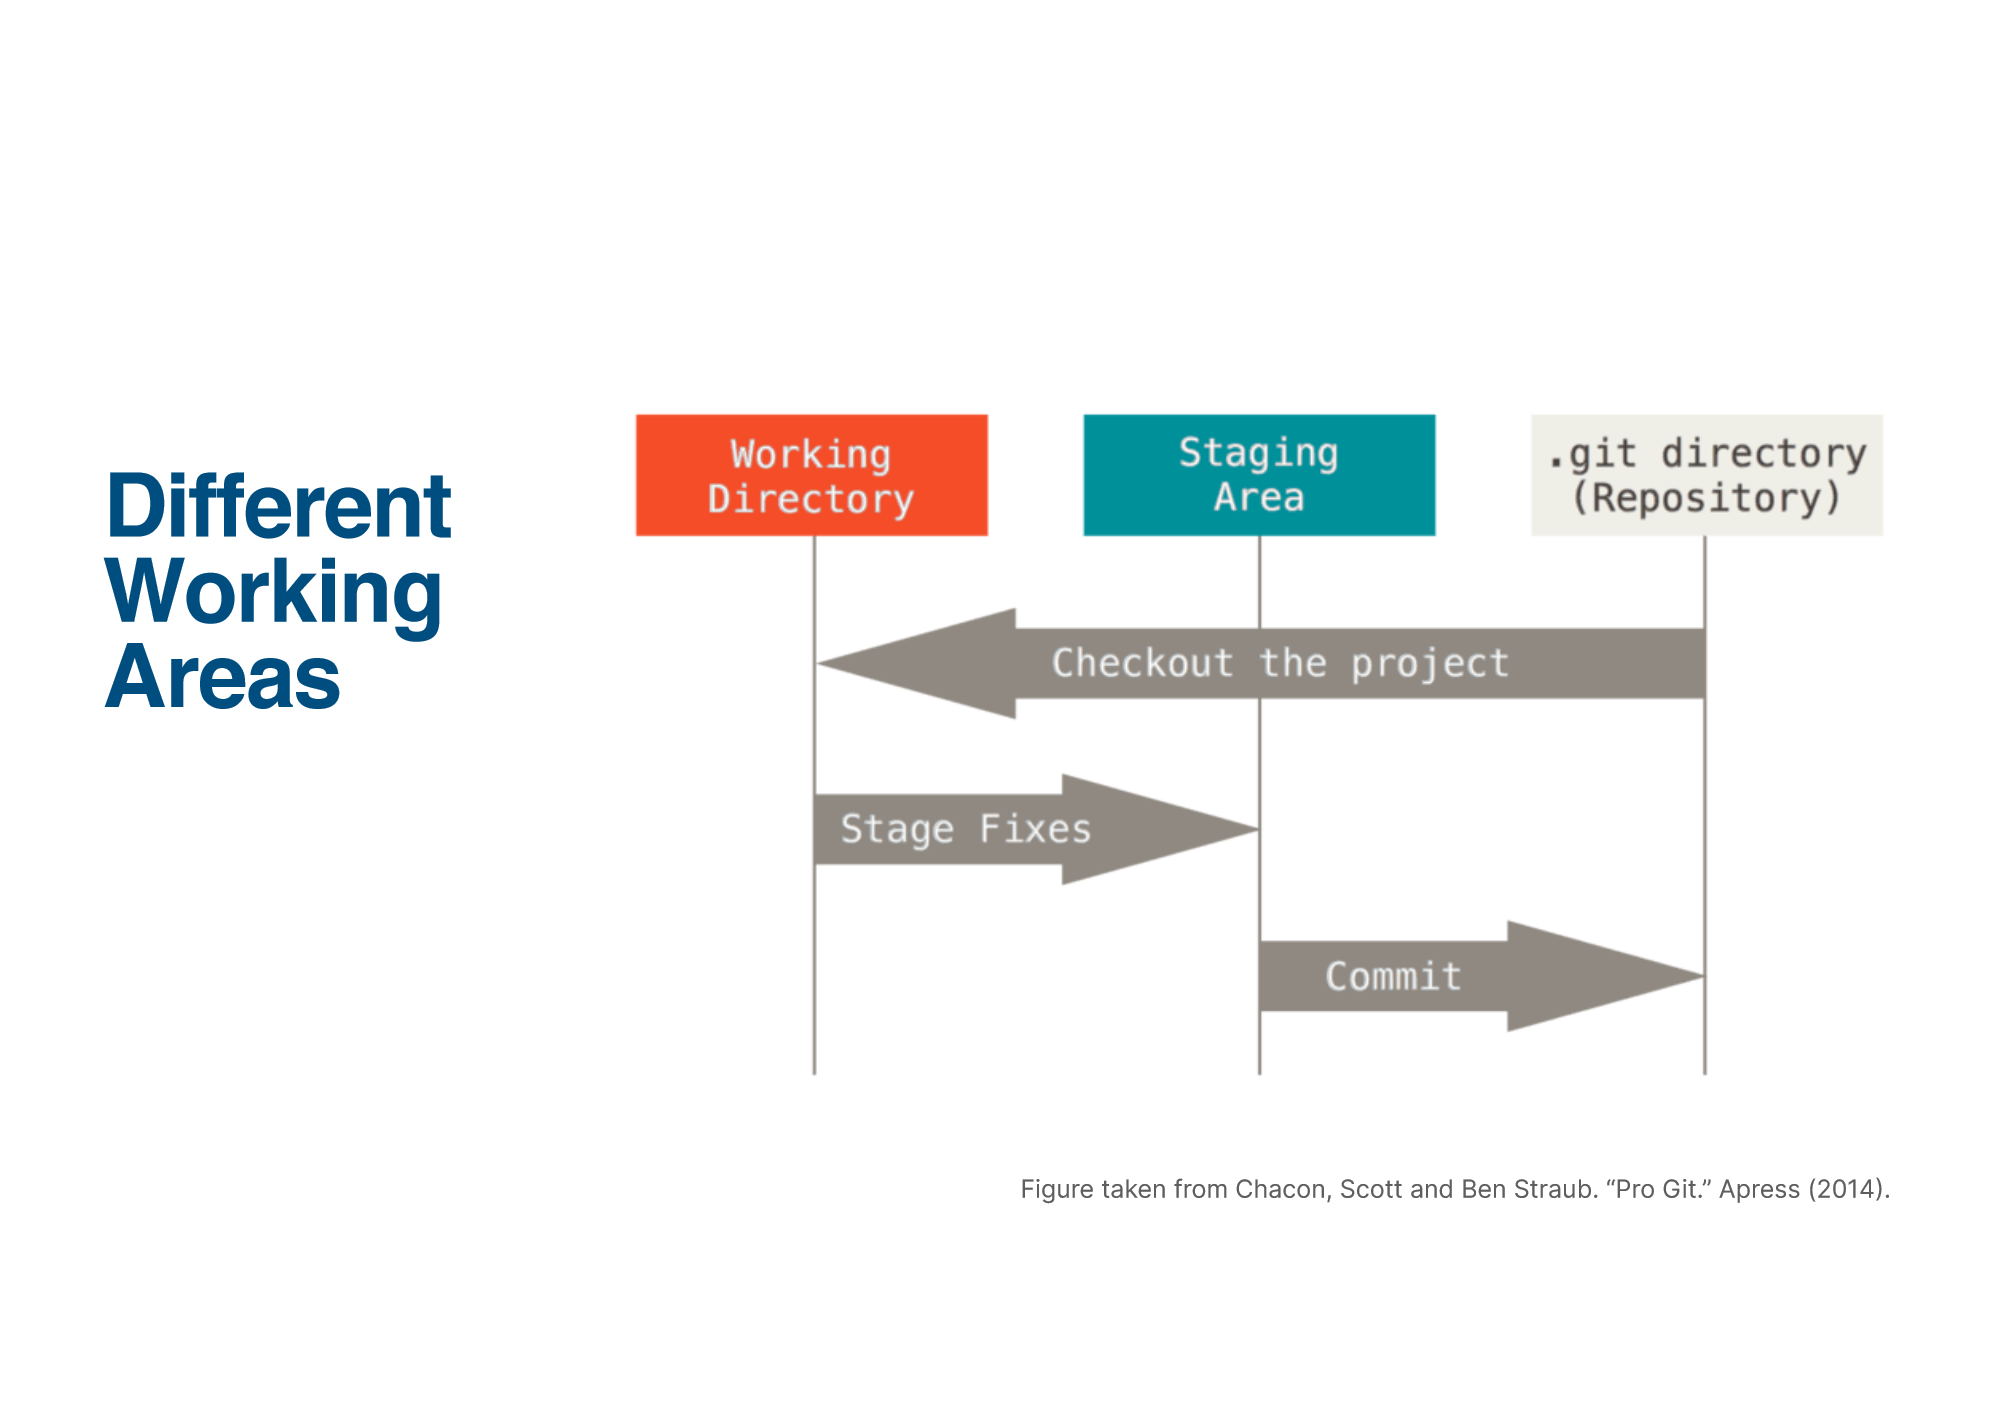 Different
Working
Areas
Working
Directory
Staging
Area
.git directory
(Repository)
Checkout the project
Stage Fixes
Commit
Figure taken from Chacon, Scott and Ben Straub. “Pro Git.” Apress (2014).